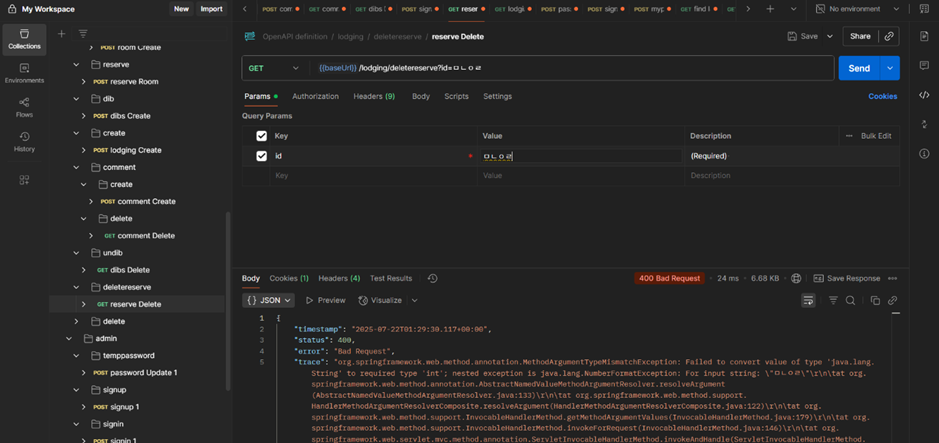 My Workspace
New
Import
POST con
GET comr
GET dibs I
POST sign
GET reser
GET lodgi
POST pas
POST sign
POST myp
GET find I
GE
No environment
Collections
Environments
Flows
History
POST room Create
reserve
POST reserve Room
dib
POST dibs Create
create
POST lodging Create
comment
create
POST comment Create
delete
GET comment Delete
undib
GET dibs Delete
deletereserve
GET reserve Delete
delete
admin
temppassword
POST password Update 1
signup
POST signup 1
signin
POST signin 1
OpenAPI definition / lodging / deletereserve / reserve Delete
Save
Share
GET
{{baseUrl}} /lodging/deletereserve?id=ㅁㄴㅇㄹ
Send
Params
Authorization
Headers (9)
Body
Scripts
Settings
Cookies
Query Params
Key
Value
Description
Bulk Edit
id
* ㅁㄴㅇㄹ
(Required)
Key
Value
Description
Body
Cookies (1)
Headers (4)
Test Results
400 Bad Request
24 ms
6.68 KB
Save Response
{} JSON
Preview
Visualize
1 {
2 "timestamp": "2025-07-22T01:29:30.117+00:00",
3 "status": 400,
4 "error": "Bad Request",
5 "trace": "org.springframework.web.method.annotation.MethodArgumentTypeMismatchException: Failed to convert value of type 'java.lang.
String' to required type 'int'; nested exception is java.lang.NumberFormatException: For input string: \"ㅁㄴㅇㄹ\"\r\n\tat org.
springframework.web.method.annotation.AbstractNamedValueMethodArgumentResolver.resolveArgument
(AbstractNamedValueMethodArgumentResolver.java:133)\r\n\tat org.springframework.web.method.support.
HandlerMethodArgumentResolverComposite.resolveArgument(HandlerMethodArgumentResolverComposite.java:122)\r\n\tat org.
springframework.web.method.support.InvocableHandlerMethod.getMethodArgumentValues(InvocableHandlerMethod.java:179)\r\n\tat org.
springframework.web.method.support.InvocableHandlerMethod.invokeForRequest(InvocableHandlerMethod.java:146)\r\n\tat org.
springframework.web.servlet.mvc.method.annotation.ServletInvocableHandlerMethod.invokeAndHandle(ServletInvocableHandlerMethod.